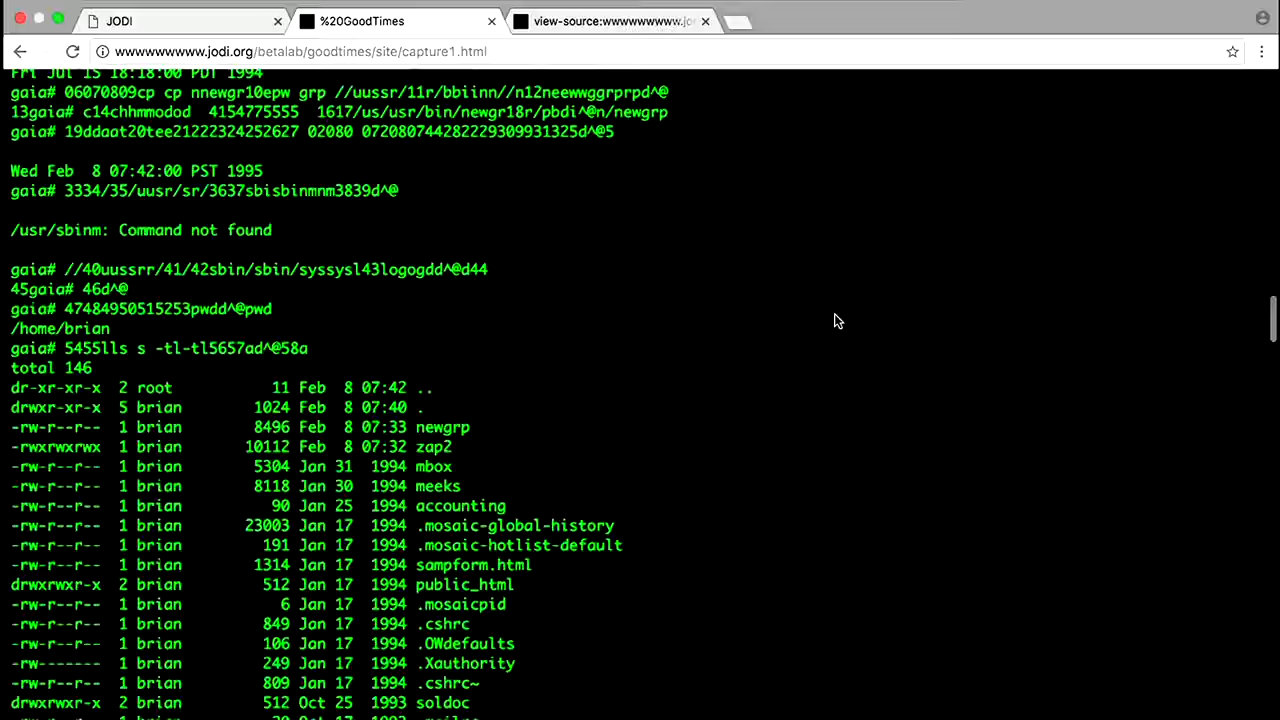 JODI
%20GoodTimes
view-source:wwwwwwwww.jo
wwwwwwwww.jodi.org/betalab/goodtimes/site/capture1.html
Fri Jul 15 18:18:00 PDT 1994
gaia# 06070809cp cp nnewgr10epw grp //uussr/11r/bbiinn//n12neewwggrprpd^@
13gaia# c14chhmmodod  4154775555  1617/us/usr/bin/newgr18r/pbdi^@n/newgrp
gaia# 19ddaat20tee21222324252627 02080 072080744282229309931325d^@5
Wed Feb  8 07:42:00 PST 1995
gaia# 3334/35/uusr/sr/3637sbisbinmnm3839d^@
/usr/sbinm: Command not found
gaia# //40uussrr/41/42sbin/sbin/syssysl43logogdd^@d44
45gaia# 46d^@
gaia# 47484950515253pwdd^@pwd
/home/brian
gaia# 5455lls s -tl-tl5657ad^@58a
total 146
dr-xr-xr-x  2 root           11 Feb  8 07:42 ..
drwxr-xr-x  5 brian        1024 Feb  8 07:40 .
-rw-r--r--  1 brian        8496 Feb  8 07:33 newgrp
-rwxrwxrwx  1 brian       10112 Feb  8 07:32 zap2
-rw-r--r--  1 brian        5304 Jan 31  1994 mbox
-rw-r--r--  1 brian        8118 Jan 30  1994 meeks
-rw-r--r--  1 brian          90 Jan 25  1994 accounting
-rw-r--r--  1 brian       23003 Jan 17  1994 .mosaic-global-history
-rw-r--r--  1 brian         191 Jan 17  1994 .mosaic-hotlist-default
-rw-r--r--  1 brian        1314 Jan 17  1994 sampform.html
drwxrwxr-x  2 brian         512 Jan 17  1994 public_html
-rw-r--r--  1 brian           6 Jan 17  1994 .mosaicpid
-rw-r--r--  1 brian         849 Jan 17  1994 .cshrc
-rw-r--r--  1 brian         106 Jan 17  1994 .OWdefaults
-rw-------  1 brian         249 Jan 17  1994 .Xauthority
-rw-r--r--  1 brian         809 Jan 17  1994 .cshrc~
drwxrwxr-x  2 brian         512 Oct 25  1993 soldoc